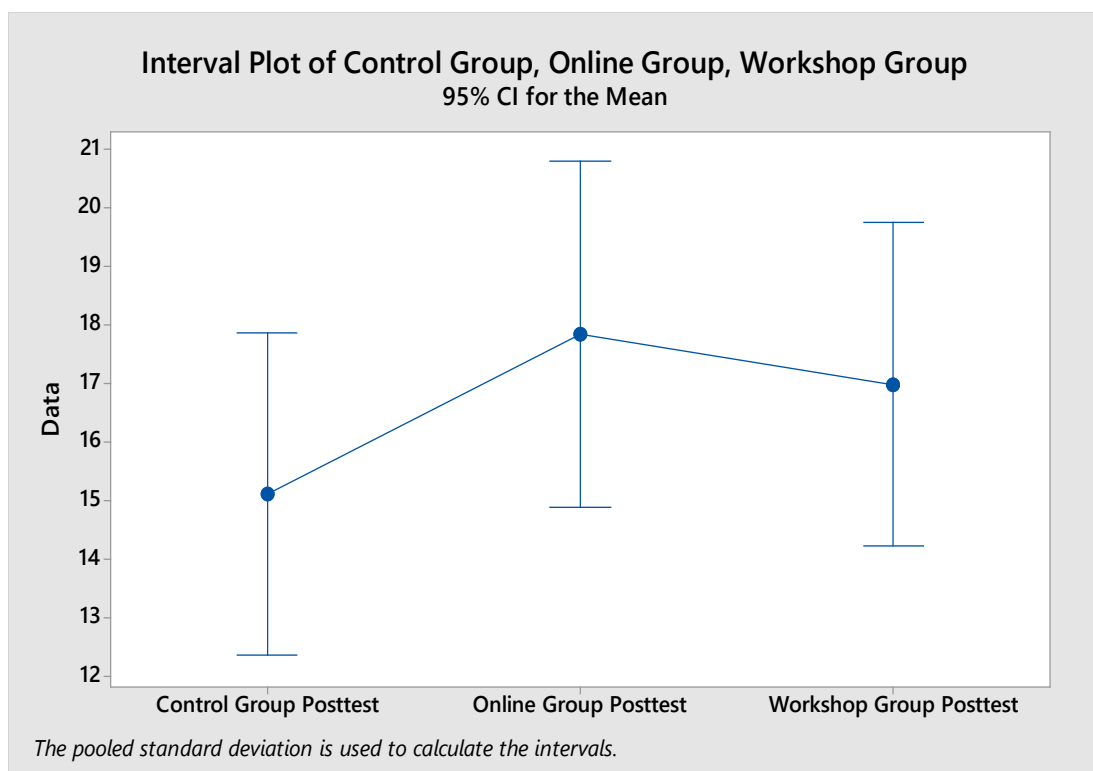 Interval Plot of Control Group, Online Group, Workshop Group
95% CI for the Mean
21
20
19
18
17
16
15
14
13
12
Data
Control Group Posttest
Online Group Posttest
Workshop Group Posttest
The pooled standard deviation is used to calculate the intervals.